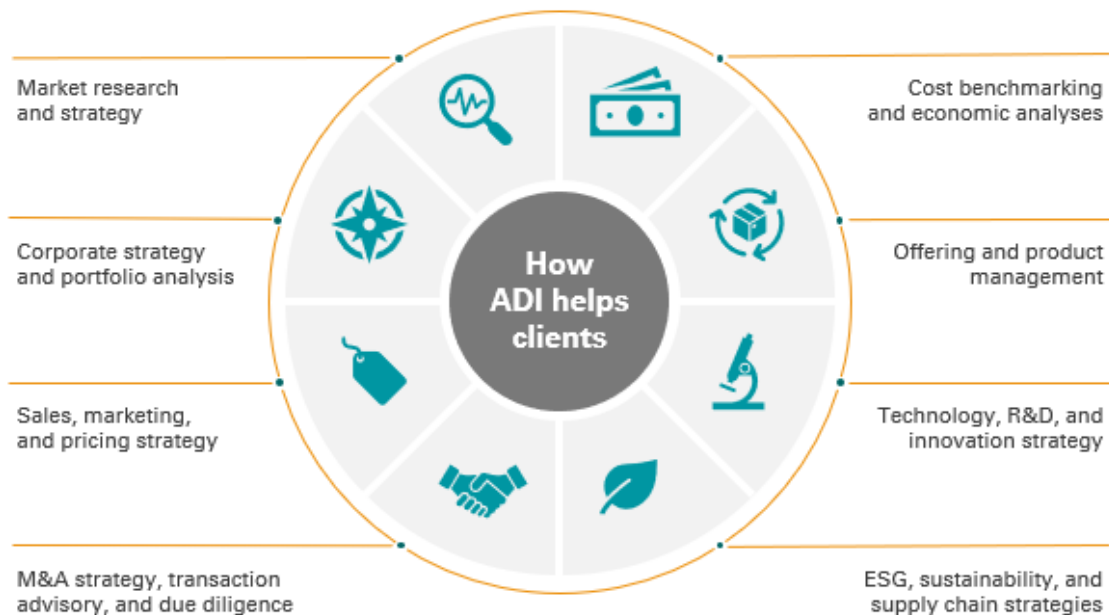 Market research
and strategy
Corporate strategy
and portfolio analysis
Sales, marketing,
and pricing strategy
M&A strategy, transaction
advisory, and due diligence
How
ADI helps
clients
Cost benchmarking
and economic analyses
Offering and product
management
Technology, R&D, and
innovation strategy
ESG, sustainability, and
supply chain strategies